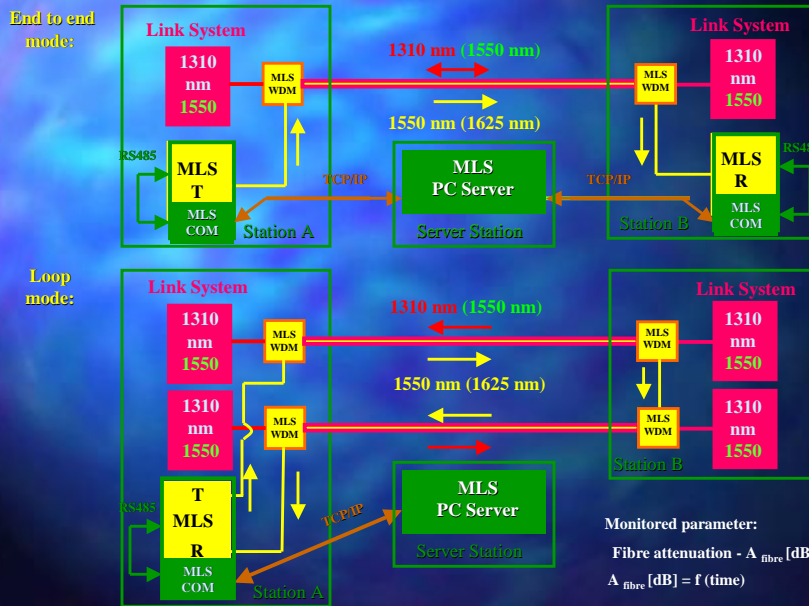 End to end
mode:
Link System
1310
nm
1550
MLS
WDM
1310 nm (1550 nm)
1550 nm (1625 nm)
MLS
WDM
Link System
1310
nm
1550
RS485
MLS
T
MLS
COM
Station A
TCP/IP
MLS
PC Server
Server Station
TCP/IP
Station B
MLS
R
MLS
COM
Loop
mode:
Link System
1310
nm
1550
MLS
WDM
1310 nm (1550 nm)
1550 nm (1625 nm)
MLS
WDM
Link System
1310
nm
1550
1310
nm
1550
MLS
WDM
MLS
WDM
1310
nm
1550
Station B
RS485
T
MLS
R
MLS
COM
Station A
TCP/IP
MLS
PC Server
Server Station
Monitored parameter:
Fibre attenuation - A fibre [dB
A fibre [dB] = f (time)